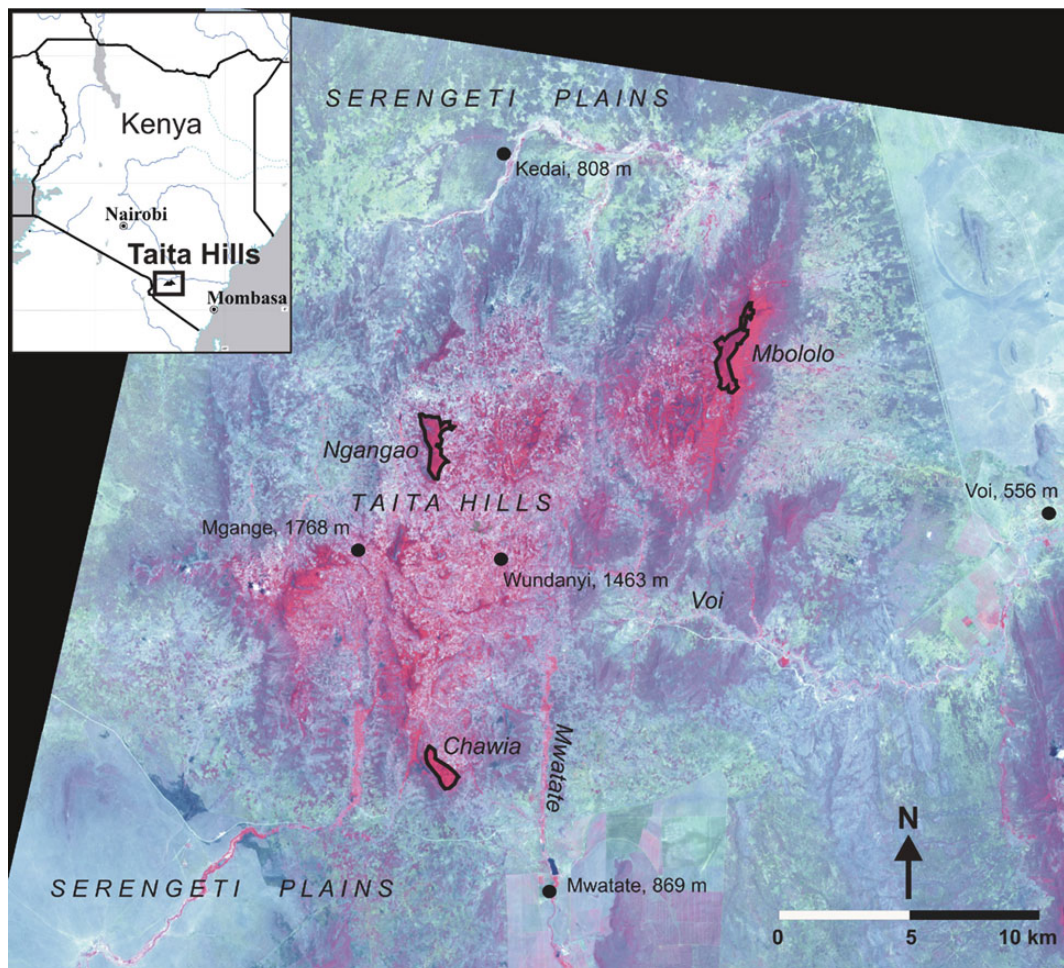 Kenya
Nairobi
Taita Hills
Mombasa
SERENGETI PLAINS
Kedai, 808 m
Mbololo
Ngangao
TAITA HILLS
Voi, 556 m
Mgange, 1768 m
Wundanyi, 1463 m
Voi
Chawia
Mwatate
SERENGETI PLAINS
Mwatate, 869 m
N
0 5 10 km